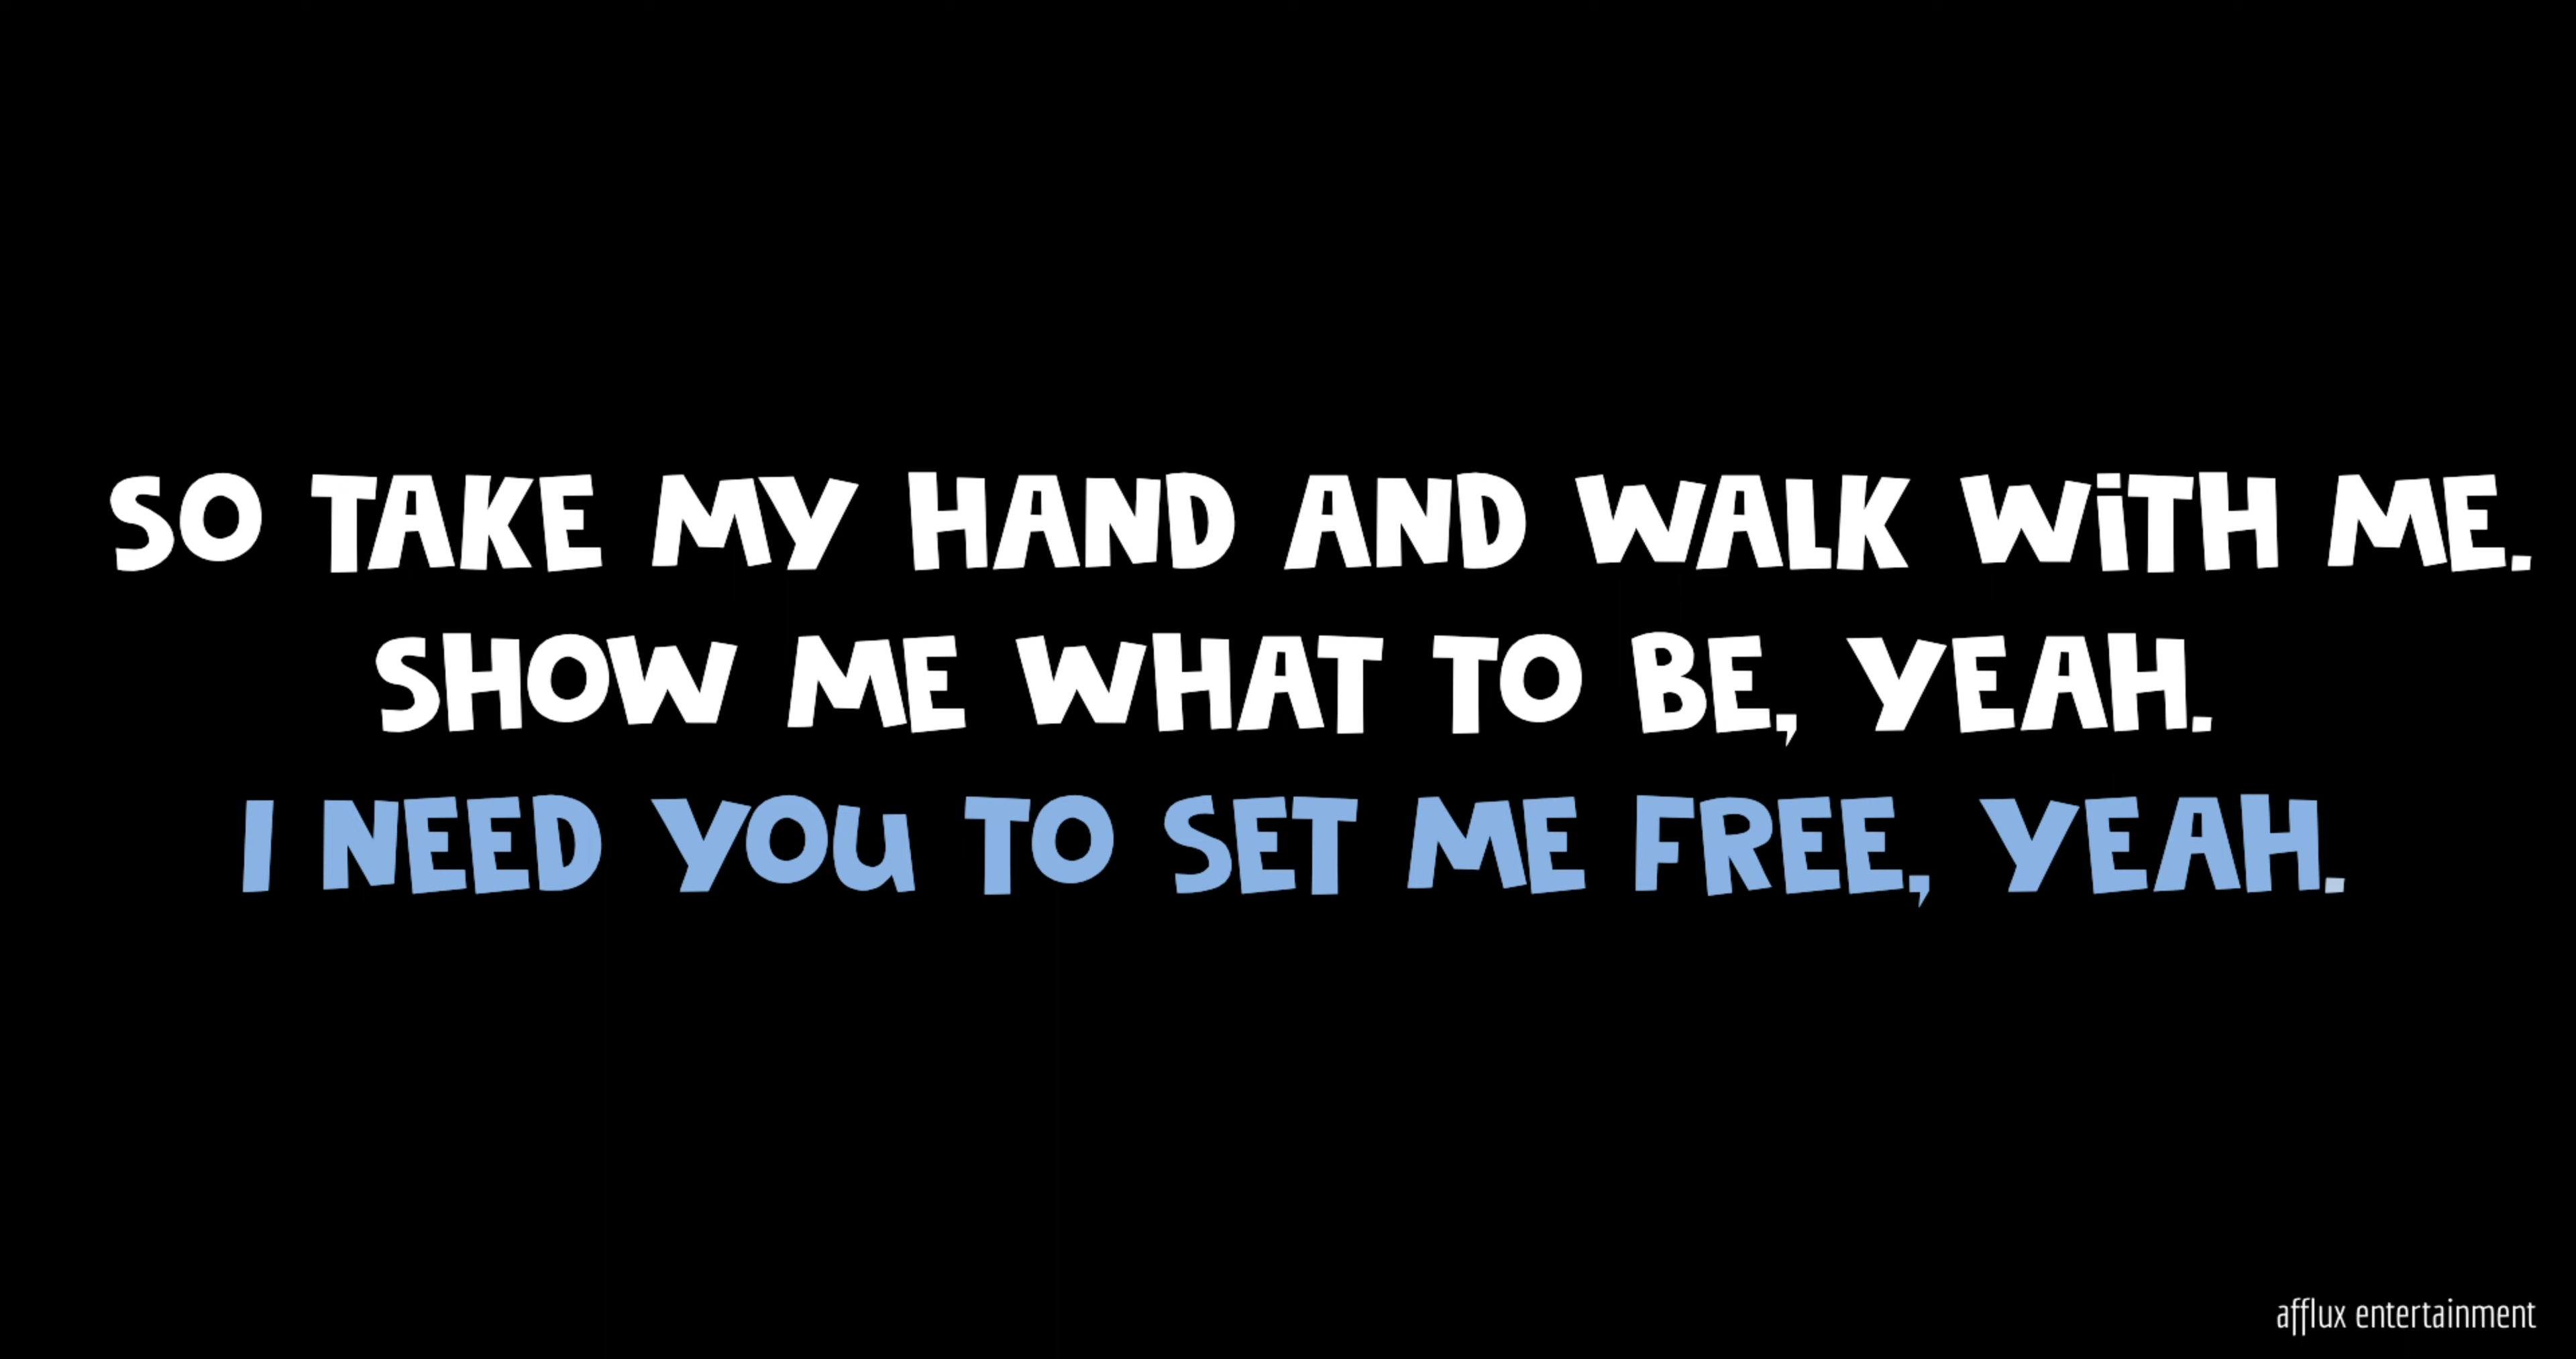 SO TAKE MY HAND AND WALK WITH ME.
SHOW ME WHAT TO BE, YEAH.
I NEED YOU TO SET ME FREE, YEAH.
afflux entertainment